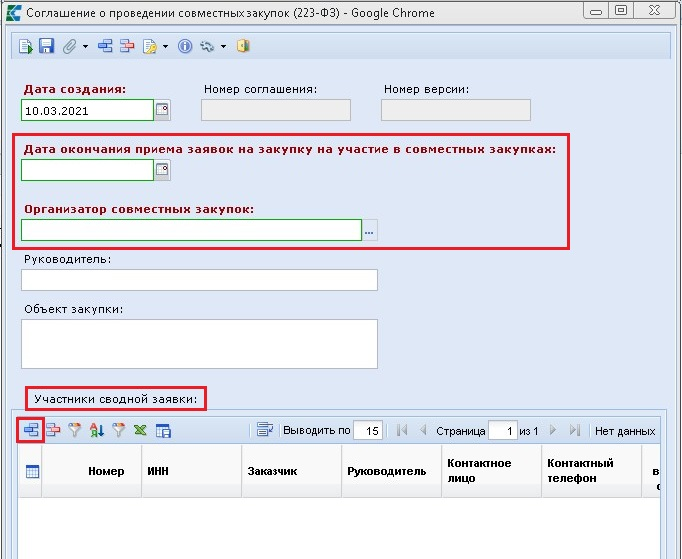 Соглашение о проведении совместных закупок (223-ФЗ) - Google Chrome
Дата создания: Номер соглашения: Номер версии:
10.03.2021
Дата окончания приема заявок на закупку на участие в совместных закупках:
Организатор совместных закупок:
...
Руководитель:
Объект закупки:
Участники сводной заявки:
Выводить по 15 Страница 1 из 1 Нет данных
Номер ИНН Заказчик Руководитель Контактное лицо Контактный телефон